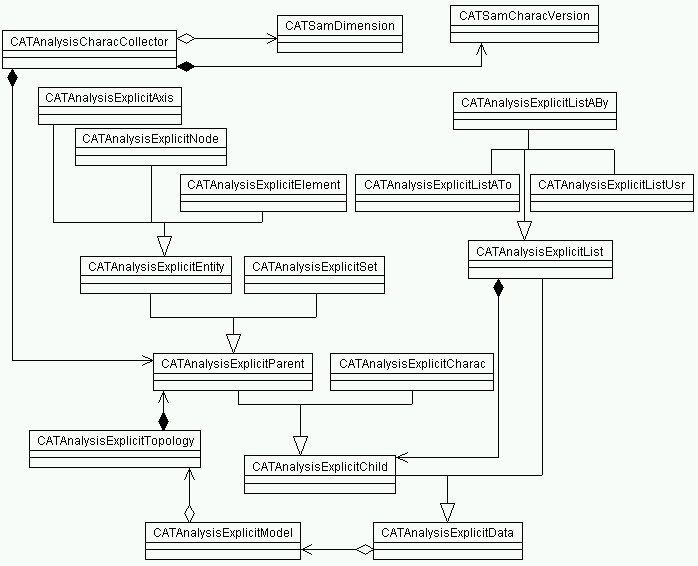 CATSamCharacVersion
CATSamDimension
CATAnalysisCharacCollector
CATAnalysisExplicitAxis
CATAnalysisExplicitListABy
CATAnalysisExplicitNode
CATAnalysisExplicitElement
CATAnalysisExplicitListATo
CATAnalysisExplicitListUsr
CATAnalysisExplicitList
CATAnalysisExplicitEntity
CATAnalysisExplicitSet
CATAnalysisExplicitParent
CATAnalysisExplicitCharac
CATAnalysisExplicitTopology
CATAnalysisExplicitChild
CATAnalysisExplicitModel
CATAnalysisExplicitData